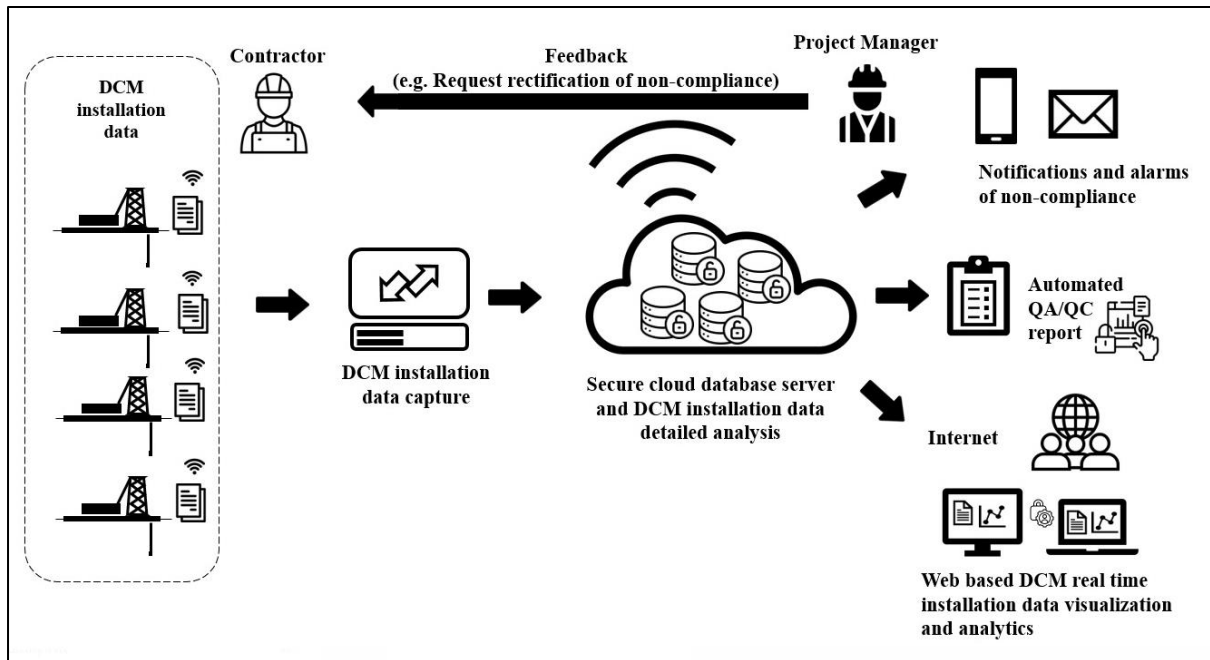 DCM
installation
data
Contractor
Feedback
(e.g. Request rectification of non-compliance)
Project Manager
Notifications and alarms
of non-compliance
DCM installation
data capture
Secure cloud database server
and DCM installation data
detailed analysis
Automated
QA/QC
report
Internet
Web based DCM real time
installation data visualization
and analytics